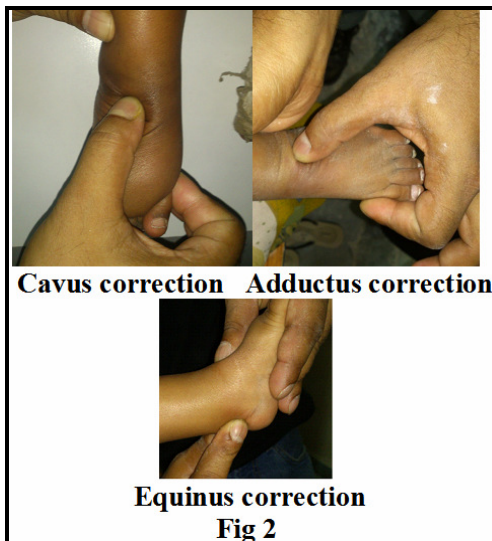 Cavus correction
Adductus correction
Equinus correction
Fig 2